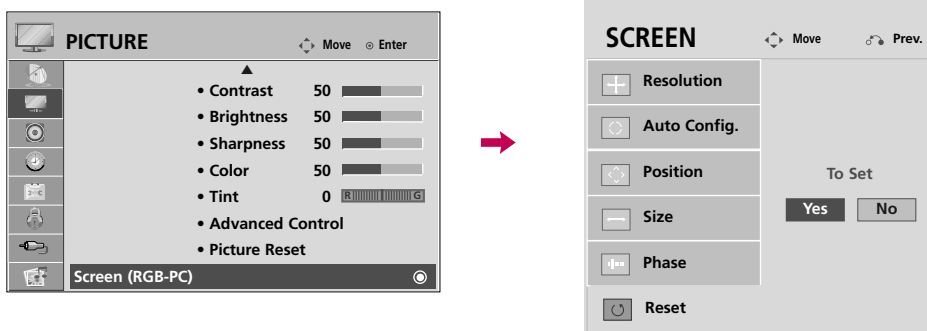 PICTURE Move Enter
• Contrast 50
• Brightness 50
• Sharpness 50
• Color 50
• Tint 0 R G
• Advanced Control
• Picture Reset
Screen (RGB-PC)
SCREEN Move Prev.
Resolution
Auto Config.
Position
Size
Phase
Reset
To Set
Yes No